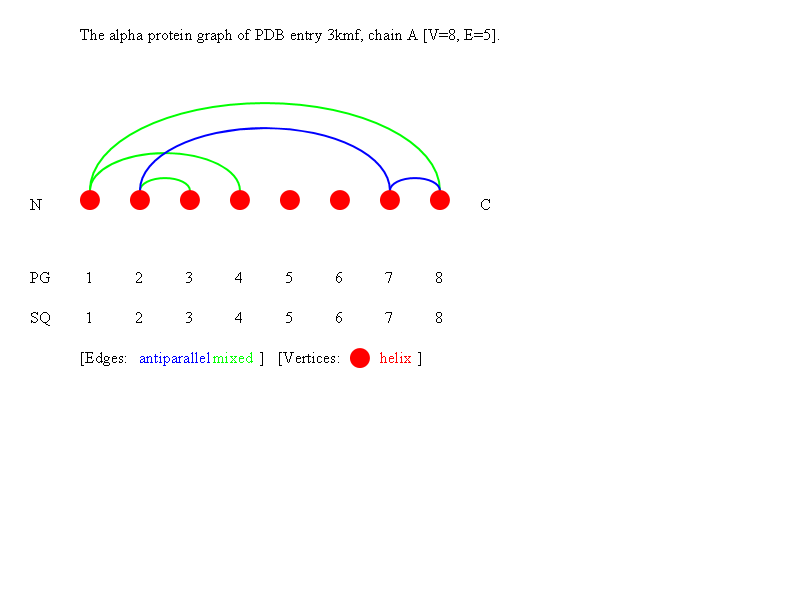 The alpha protein graph of PDB entry 3kmf, chain A [V=8, E=5].
N C
PG 1 2 3 4 5 6 7 8
SQ 1 2 3 4 5 6 7 8
[Edges: antiparallel mixed ] [Vertices: helix ]